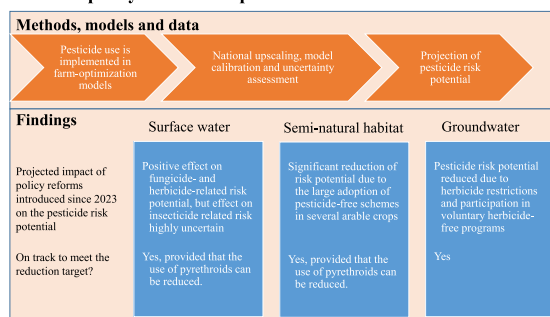 Methods, models and data
Pesticide use is
implemented in
farm-optimization
models
National upscaling, model
calibration and uncertainty
assessment
Projection of
pesticide risk
potential
Findings
Surface water
Semi-natural habitat
Groundwater
Projected impact of
policy reforms
introduced since 2023
on the pesticide risk
potential
Positive effect on
fungicide- and
herbicide-related risk
potential, but effect on
insecticide related risk
highly uncertain
Significant reduction of
risk potential due to
the large adoption of
pesticide-free schemes
in several arable crops
Pesticide risk potential
reduced due to
herbicide restrictions
and participation in
voluntary herbicide-
free programs
On track to meet the
reduction target?
Yes, provided that the
use of pyrethroids can
be reduced.
Yes, provided that the
use of pyrethroids can
be reduced.
Yes